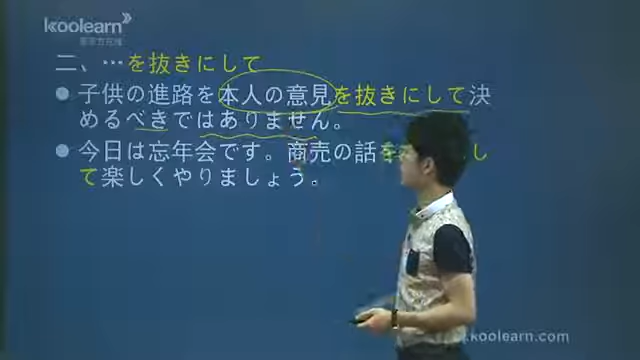 koolearn
新东方在线
二、…を抜きにして
●子供の進路を本人の意見を抜きにして決
めるべきではありません。
●今日は忘年会です。商売の話を し
て楽しくやりましょう.
koolearn.com